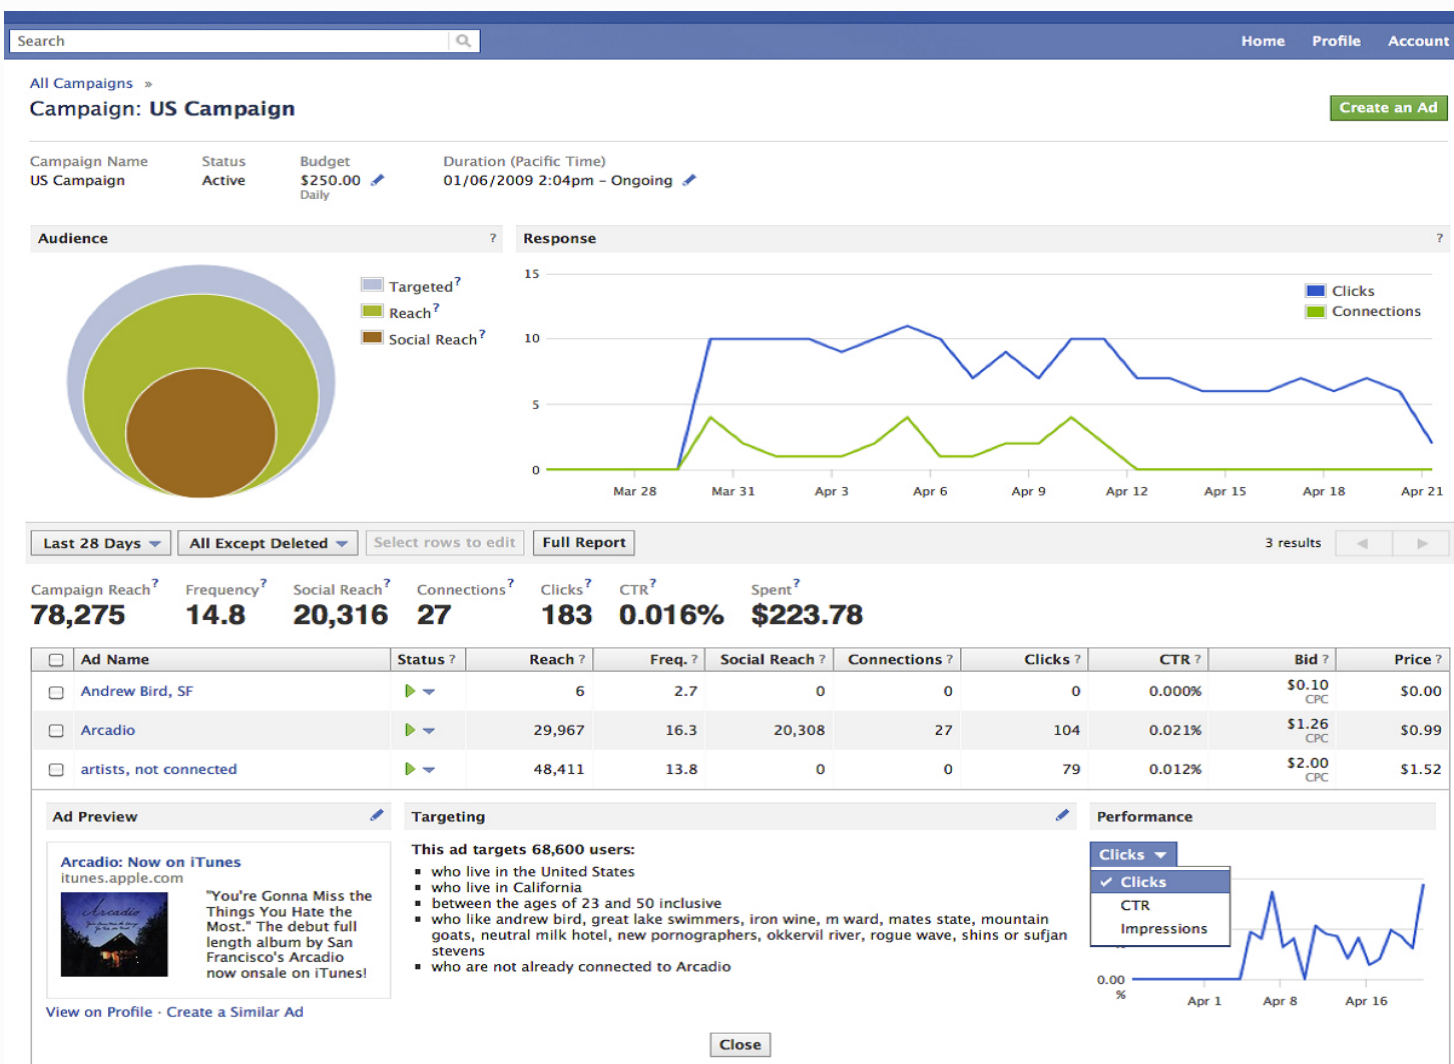 Search
Home Profile Account
All Campaigns »
Campaign: US Campaign
Create an Ad
Campaign Name Status Budget Duration (Pacific Time)
US Campaign Active $250.00 01/06/2009 2:04pm – Ongoing
Daily
Audience ?
Targeted?
Reach?
Social Reach?
Response ?
15
10
5
0
Clicks
Connections
Mar 28 Mar 31 Apr 3 Apr 6 Apr 9 Apr 12 Apr 15 Apr 18 Apr 21
Last 28 Days All Except Deleted Select rows to edit Full Report 3 results
Campaign Reach? Frequency? Social Reach? Connections? Clicks? CTR? Spent?
78,275 14.8 20,316 27 183 0.016% $223.78
Ad Name Status ? Reach ? Freq. ? Social Reach ? Connections ? Clicks ? CTR ? Bid ? Price ?
Andrew Bird, SF 6 2.7 0 0 0 0.000% $0.10 $0.00
CPC
Arcadio 29,967 16.3 20,308 27 104 0.021% $1.26 $0.99
CPC
artists, not connected 48,411 13.8 0 0 79 0.012% $2.00 $1.52
CPC
Ad Preview
Arcadio: Now on iTunes
itunes.apple.com
Arcadio
"You're Gonna Miss the
Things You Hate the
Most." The debut full
length album by San
Francisco's Arcadio
now onsale on iTunes!
View on Profile · Create a Similar Ad
Targeting
This ad targets 68,600 users:
who live in the United States
who live in California
between the ages of 23 and 50 inclusive
who like andrew bird, great lake swimmers, iron wine, m ward, mates state, mountain
goats, neutral milk hotel, new pornographers, okkervil river, rogue wave, shins or sufjan
stevens
who are not already connected to Arcadio
Performance
Clicks
Clicks
CTR
Impressions
0.00
%
Apr 1 Apr 8 Apr 16
Close